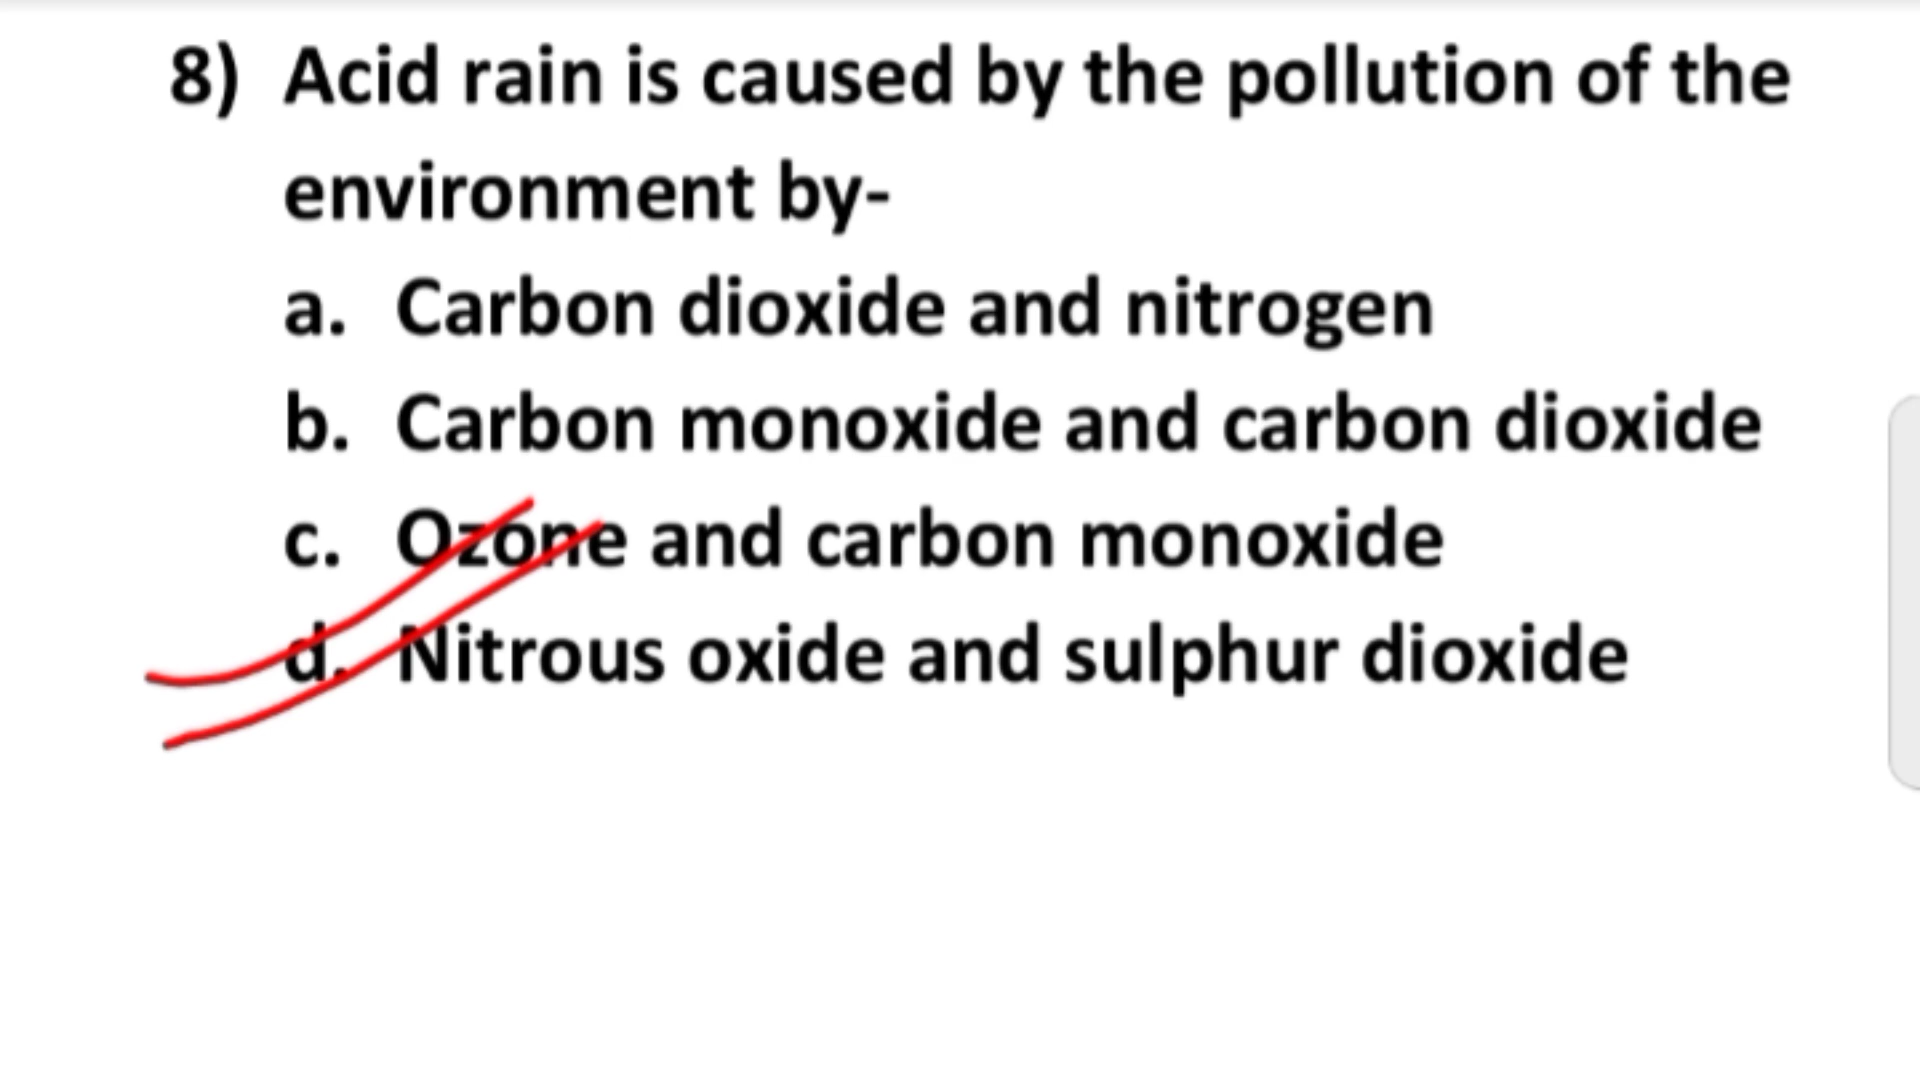 8) Acid rain is caused by the pollution of the
environment by-
a. Carbon dioxide and nitrogen
b. Carbon monoxide and carbon dioxide
c. Ozone and carbon monoxide
d. Nitrous oxide and sulphur dioxide